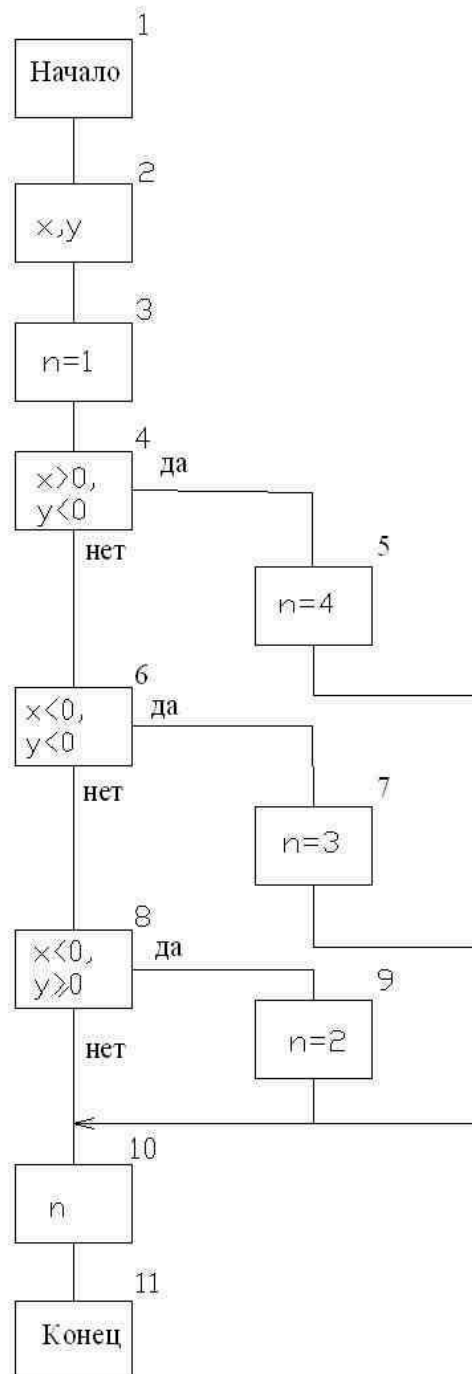 1
Начало
2
x,y
3
n=1
4
x>0,
y<0
да
нет
5
n=4
6
x<0,
y<0
да
нет
7
n=3
8
x<0,
y≥0
да
нет
9
n=2
10
n
11
Конец